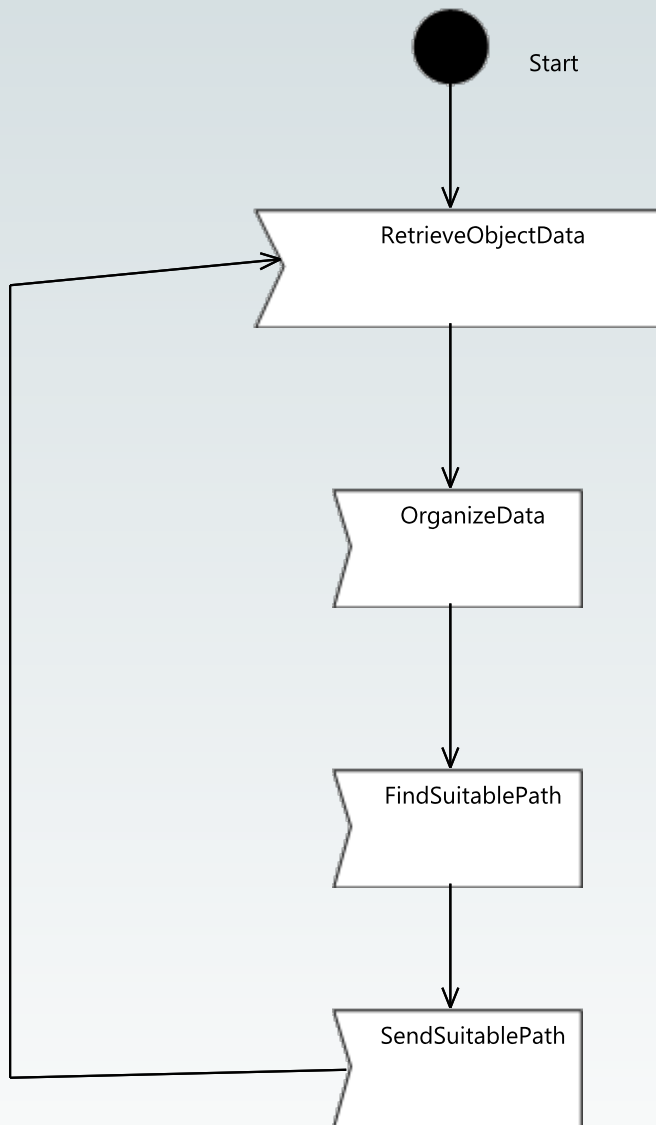 Start
RetrieveObjectData
OrganizeData
FindSuitablePath
SendSuitablePath